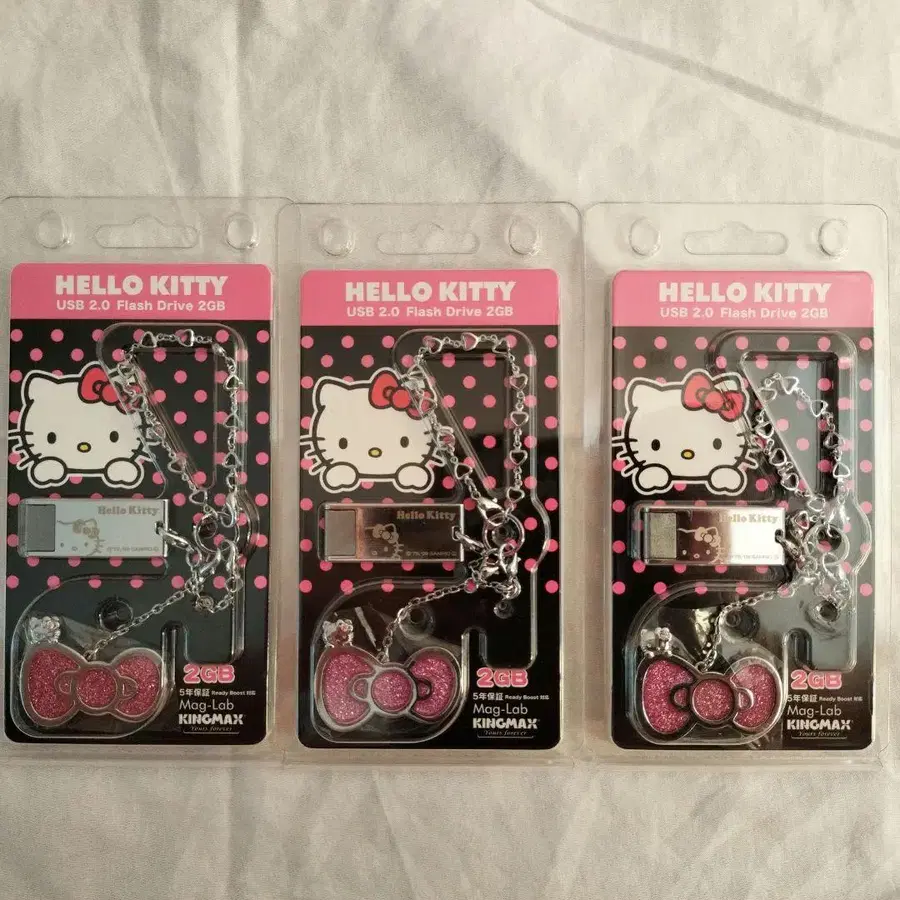 HELLO KITTY
USB 2.0 Flash Drive 2GB
Hello Kitty
2GB
5年保証 Ready Boost 対応
Mag-Lab
KINGMAX
Yours forever
HELLO KITTY
USB 2.0 Flash Drive 2GB
Hello Kitty
2GB
5年保証 Ready Boost 対応
Mag-Lab
KINGMAX
Yours forever
HELLO KITTY
USB 2.0 Flash Drive 2GB
Hello Kitty
2GB
5年保証 Ready Boost 対応
Mag-Lab
KINGMAX
Yours forever